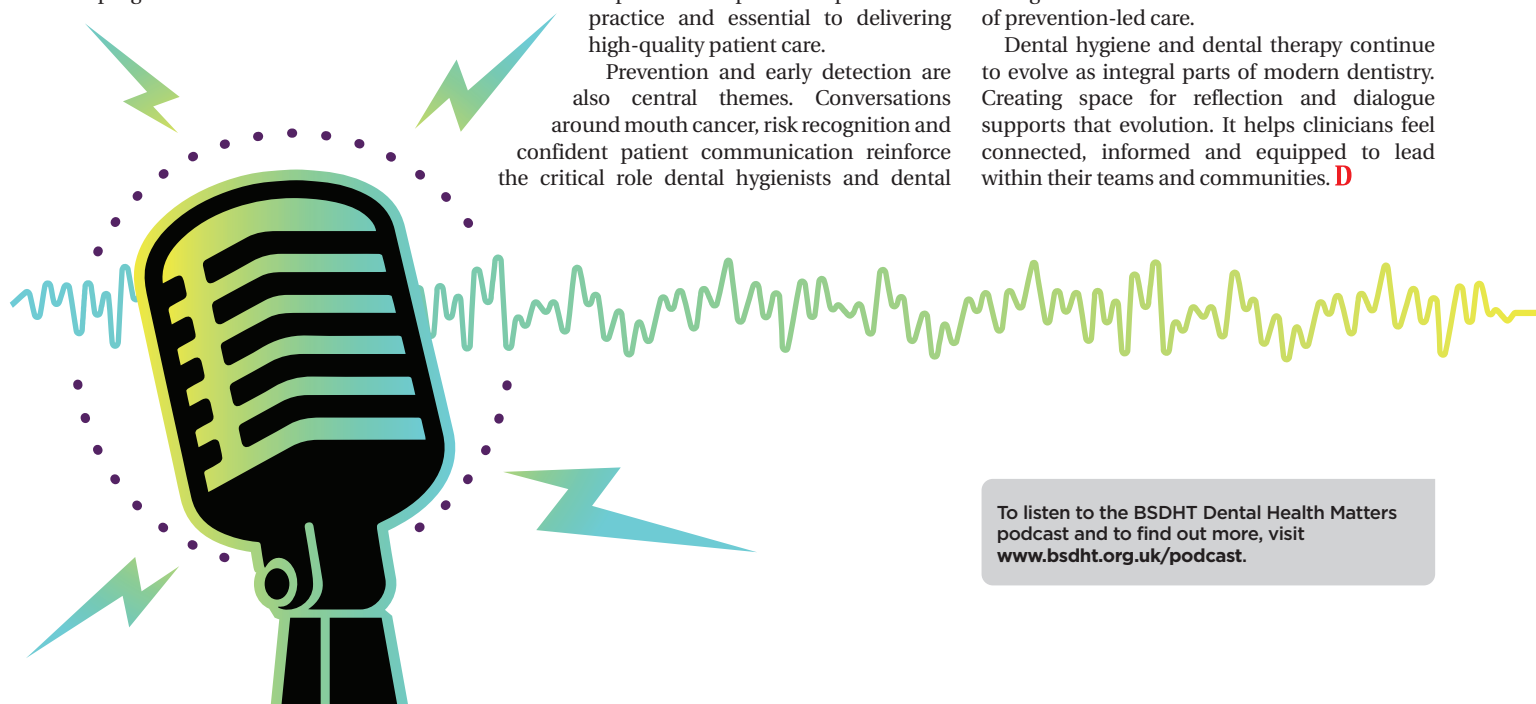 practice and essential to delivering
high-quality patient care.
Prevention and early detection are
also central themes. Conversations
around mouth cancer, risk recognition and
confident patient communication reinforce
the critical role dental hygienists and dental
of prevention-led care.
Dental hygiene and dental therapy continue
to evolve as integral parts of modern dentistry.
Creating space for reflection and dialogue
supports that evolution. It helps clinicians feel
connected, informed and equipped to lead
within their teams and communities. D
To listen to the BSDHT Dental Health Matters
podcast and to find out more, visit
www.bsdht.org.uk/podcast.